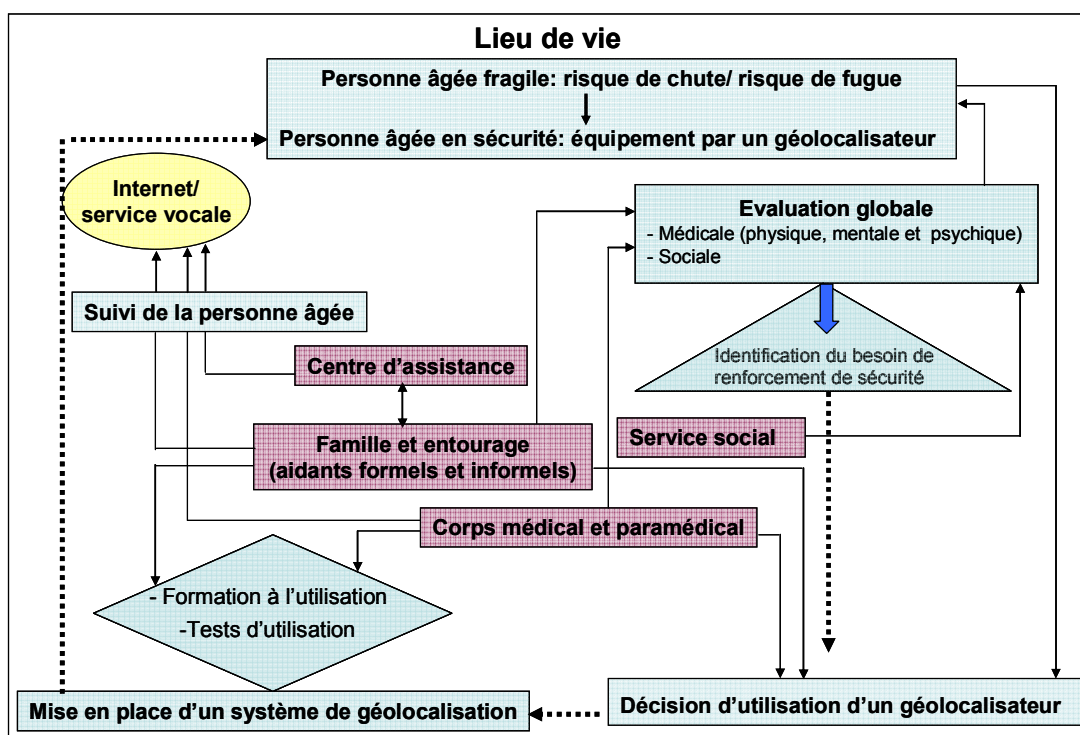 Lieu de vie
Personne âgée fragile: risque de chute/ risque de fugue
Personne âgée en sécurité: équipement par un géolocalisateur
Internet/
service vocale
Evaluation globale
- Médicale (physique, mentale et psychique)
- Sociale
Suivi de la personne âgée
Identification du besoin de
renforcement de sécurité
Centre d'assistance
Famille et entourage
(aidants formels et informels)
Service social
Corps médical et paramédical
- Formation à l'utilisation
-Tests d'utilisation
Mise en place d'un système de géolocalisation
Décision d'utilisation d'un géolocalisateur